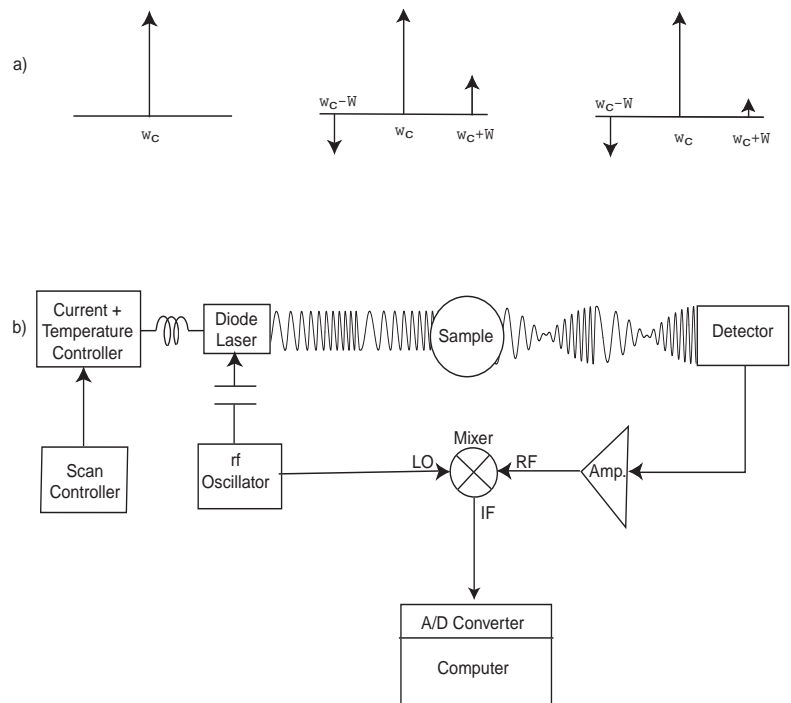 a)
w_C
w_C-W
w_C
w_C+W
w_C-W
w_C
w_C+W
b)
Current +
Temperature
Controller
Diode
Laser
Sample
Detector
Scan
Controller
rf
Oscillator
LO
Mixer
RF
IF
Amp.
A/D Converter
Computer